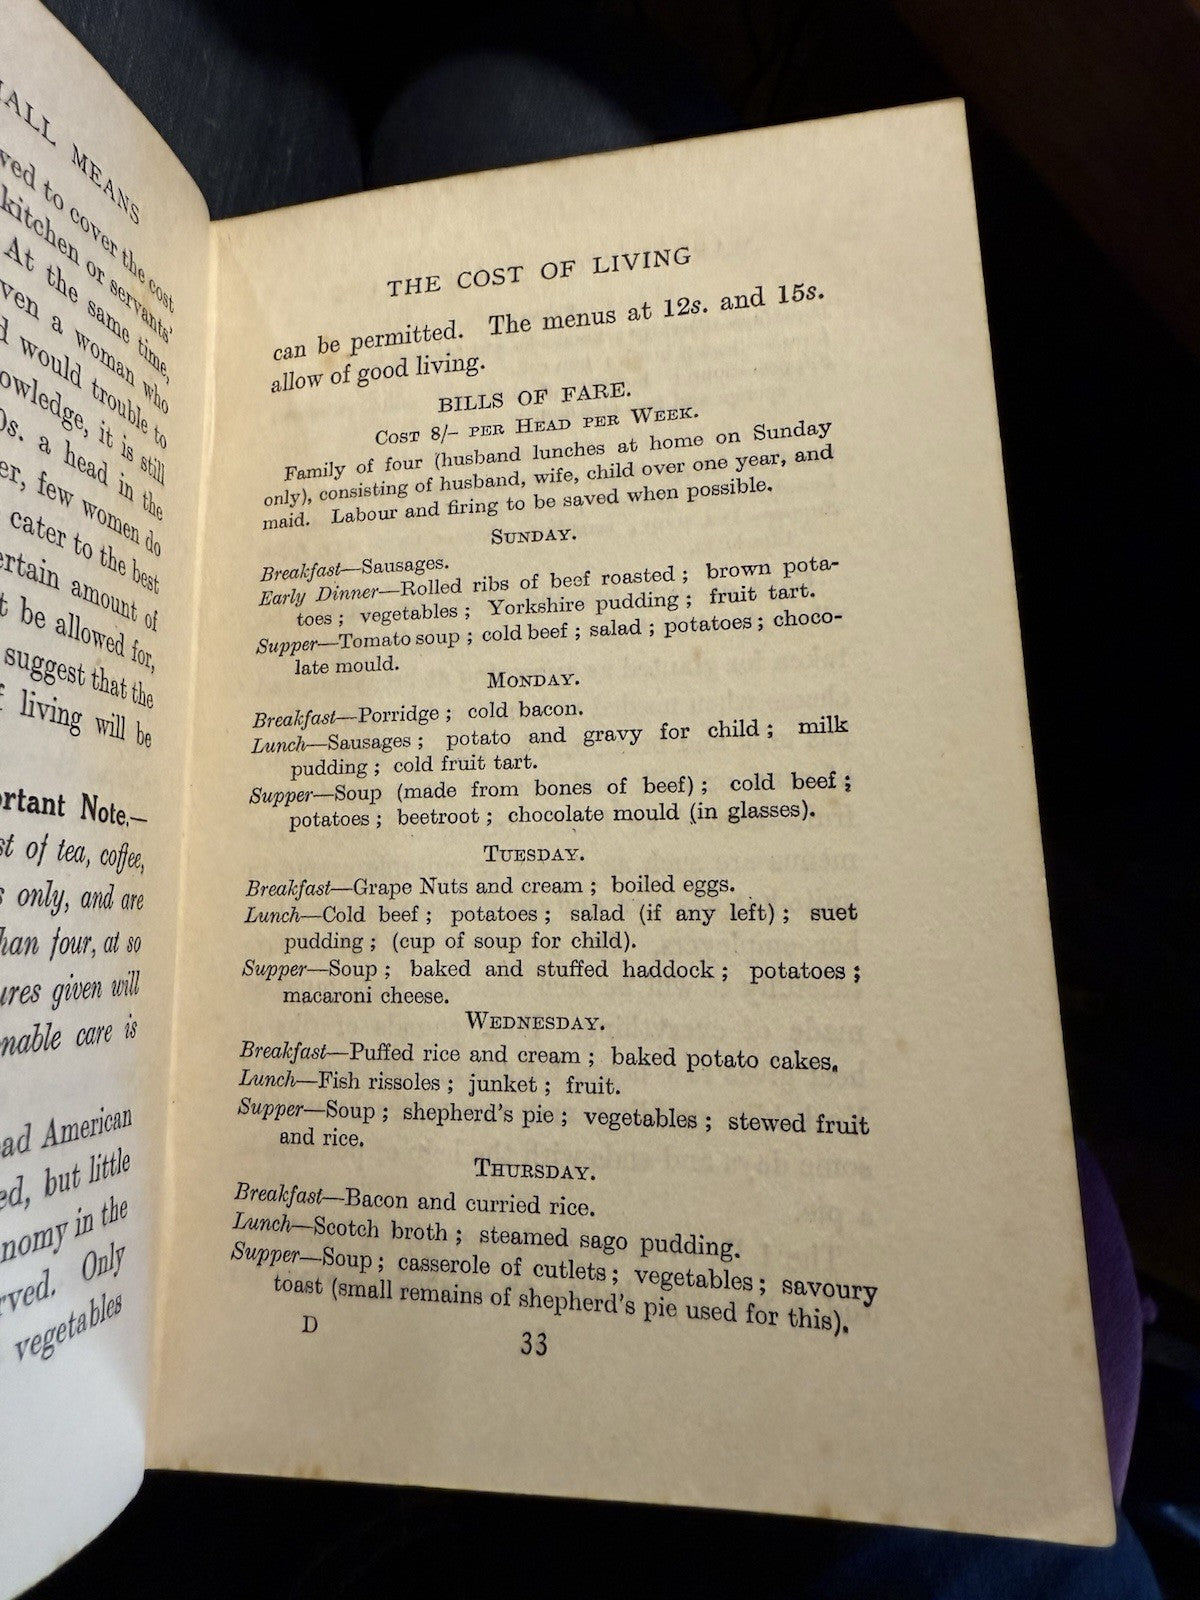 MALL MEANS
ved to cover the cost
kitchen or servants'
At the same time,
ven a woman who
d would trouble to
owledge, it is still
0s. a head in the
er, few women do
cater to the best
ertain amount of
t be allowed for,
suggest that the
f living will be
ortant Note.—
st of tea, coffee,
s only, and are
han four, at so
ures given will
nable care is
ead American
ed, but little
nomy in the
rved. Only
vegetables
THE COST OF LIVING
can be permitted. The menus at 12s. and 15s.
allow of good living.
BILLS OF FARE.
COST 8/- PER HEAD PER WEEK.
Family of four (husband lunches at home on Sunday
only), consisting of husband, wife, child over one year, and
maid. Labour and firing to be saved when possible.
SUNDAY.
Breakfast—Sausages.
Early Dinner—Rolled ribs of beef roasted ; brown pota-
toes ; vegetables ; Yorkshire pudding ; fruit tart.
Supper—Tomato soup ; cold beef ; salad ; potatoes ; choco-
late mould.
MONDAY.
Breakfast—Porridge ; cold bacon.
Lunch—Sausages ; potato and gravy for child ; milk
pudding ; cold fruit tart.
Supper—Soup (made from bones of beef) ; cold beef ;
potatoes ; beetroot ; chocolate mould (in glasses).
TUESDAY.
Breakfast—Grape Nuts and cream ; boiled eggs.
Lunch—Cold beef ; potatoes ; salad (if any left) ; suet
pudding ; (cup of soup for child).
Supper—Soup ; baked and stuffed haddock ; potatoes ;
macaroni cheese.
WEDNESDAY.
Breakfast—Puffed rice and cream ; baked potato cakes.
Lunch—Fish rissoles ; junket ; fruit.
Supper—Soup ; shepherd's pie ; vegetables ; stewed fruit
and rice.
THURSDAY.
Breakfast—Bacon and curried rice.
Lunch—Scotch broth ; steamed sago pudding.
Supper—Soup ; casserole of cutlets ; vegetables ; savoury
toast (small remains of shepherd's pie used for this).
D
33